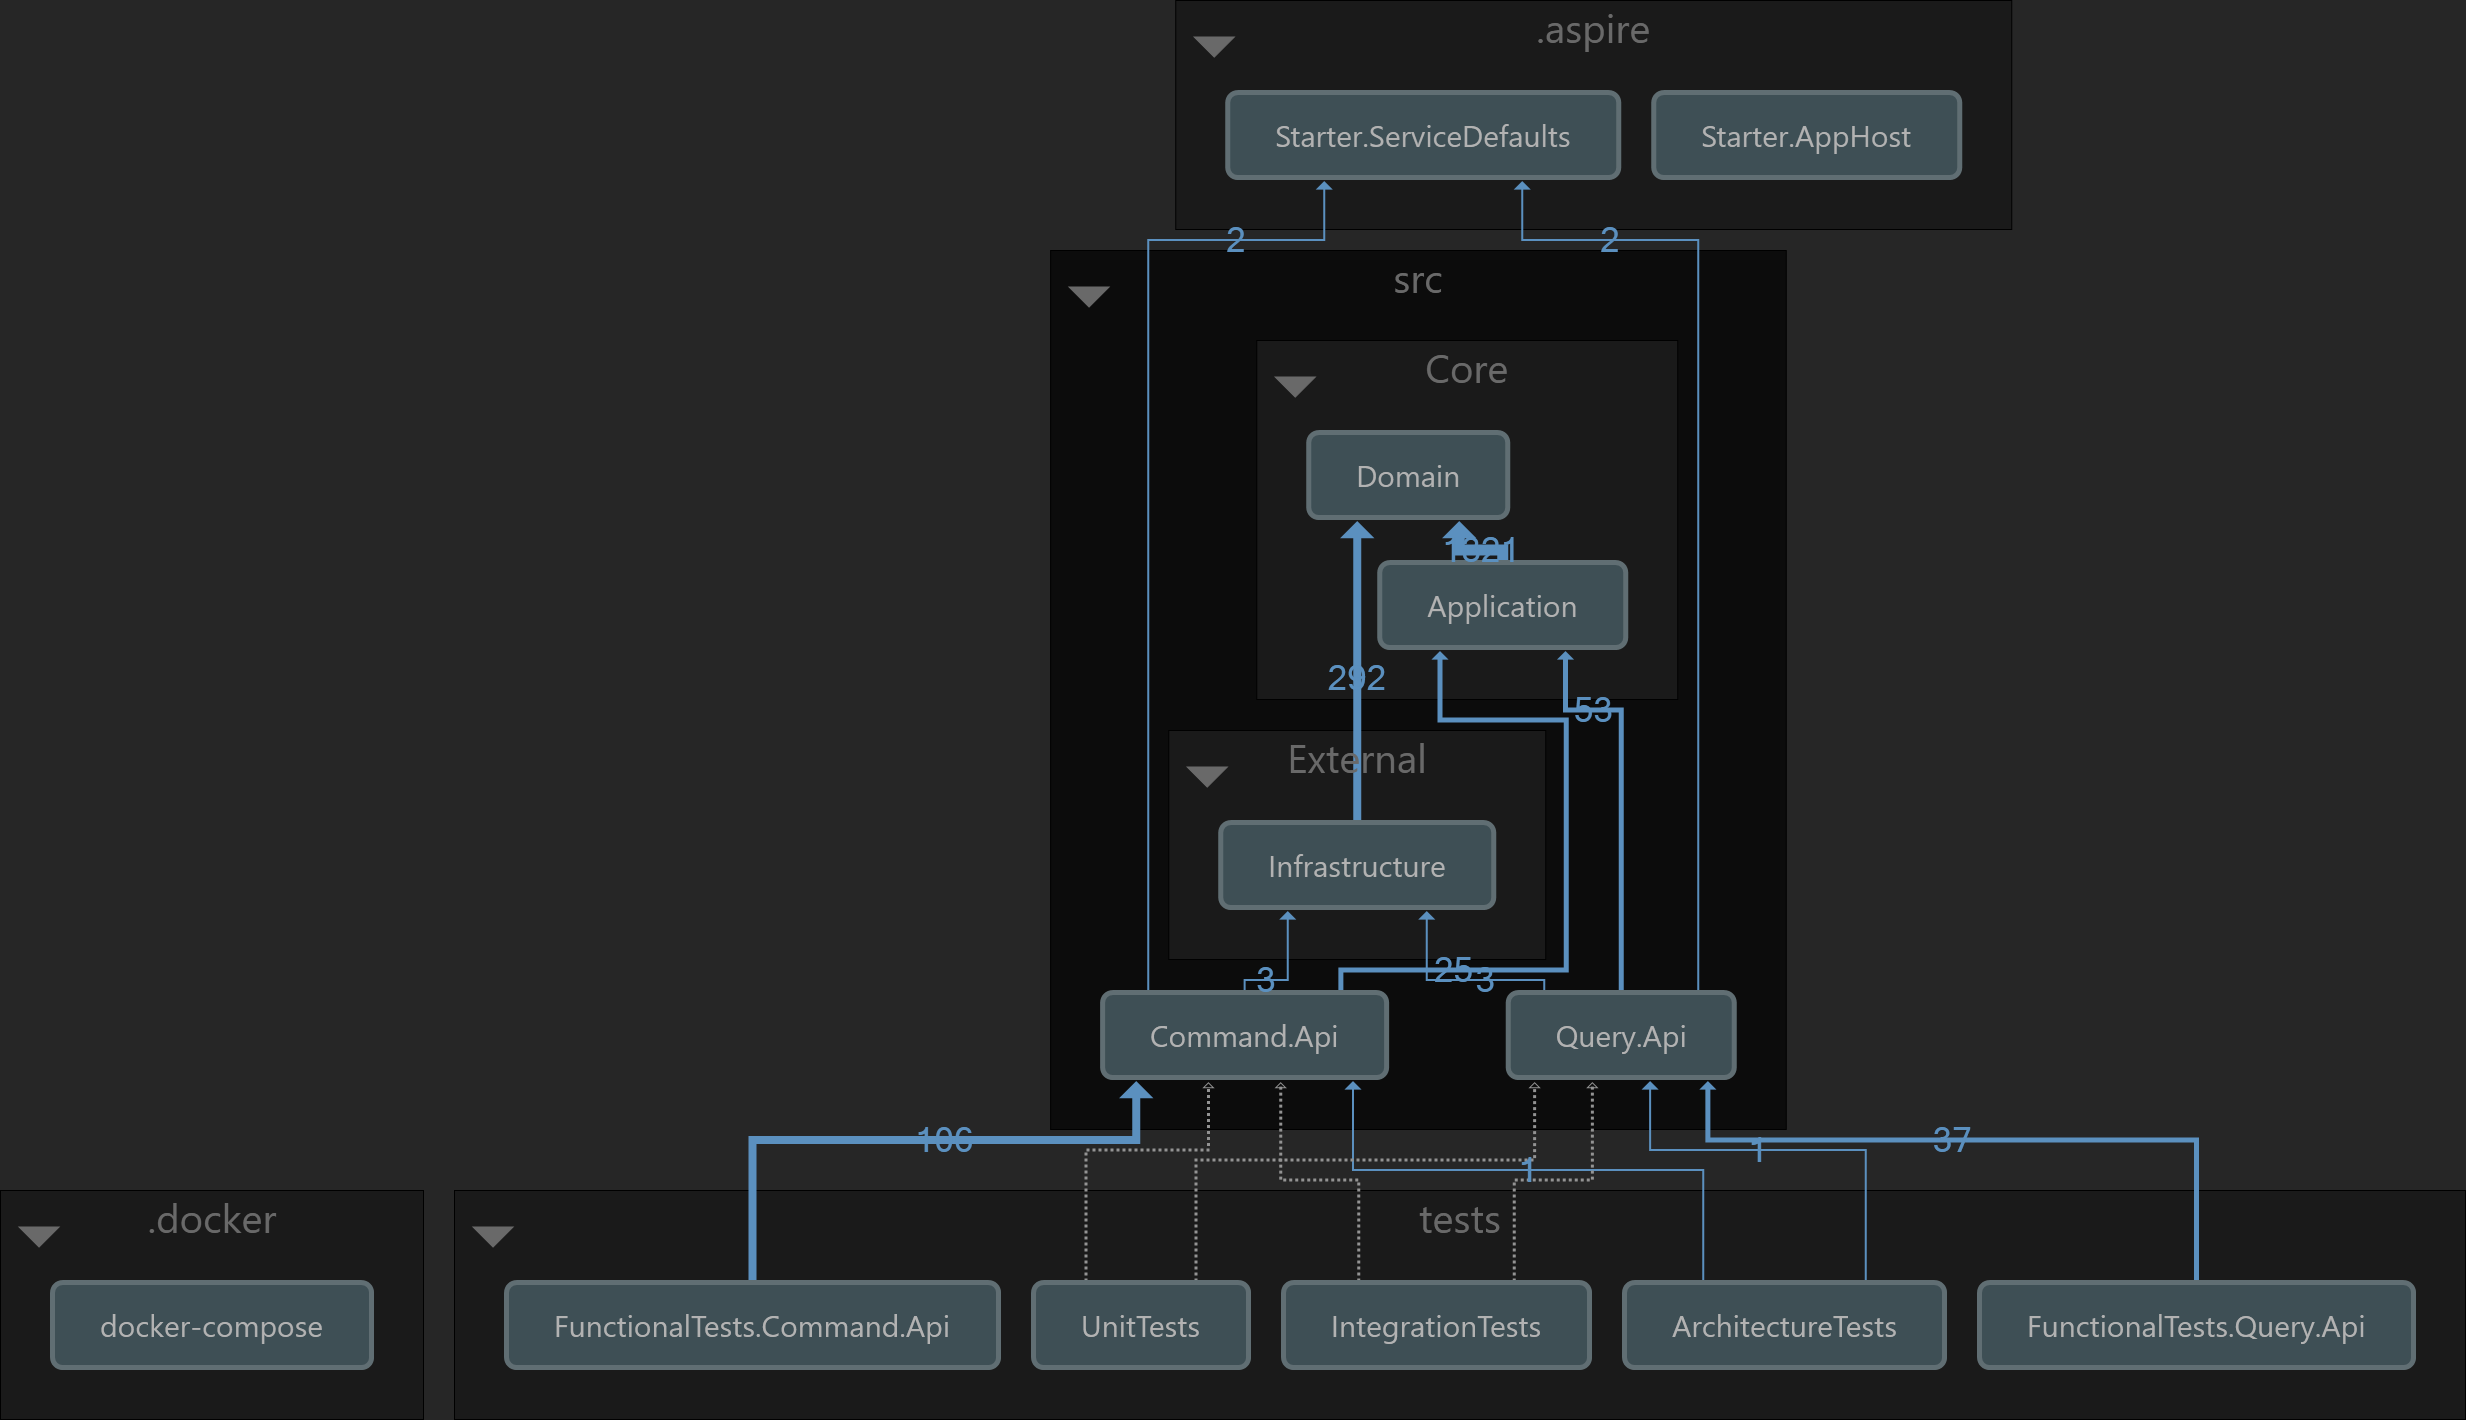 .aspire
Starter.ServiceDefaults
Starter.AppHost
2
2
src
Core
Domain
1321
Application
292
53
External
Infrastructure
3
25
3
Command.Api
Query.Api
106
1
1
37
.docker
docker-compose
tests
FunctionalTests.Command.Api
UnitTests
IntegrationTests
ArchitectureTests
FunctionalTests.Query.Api